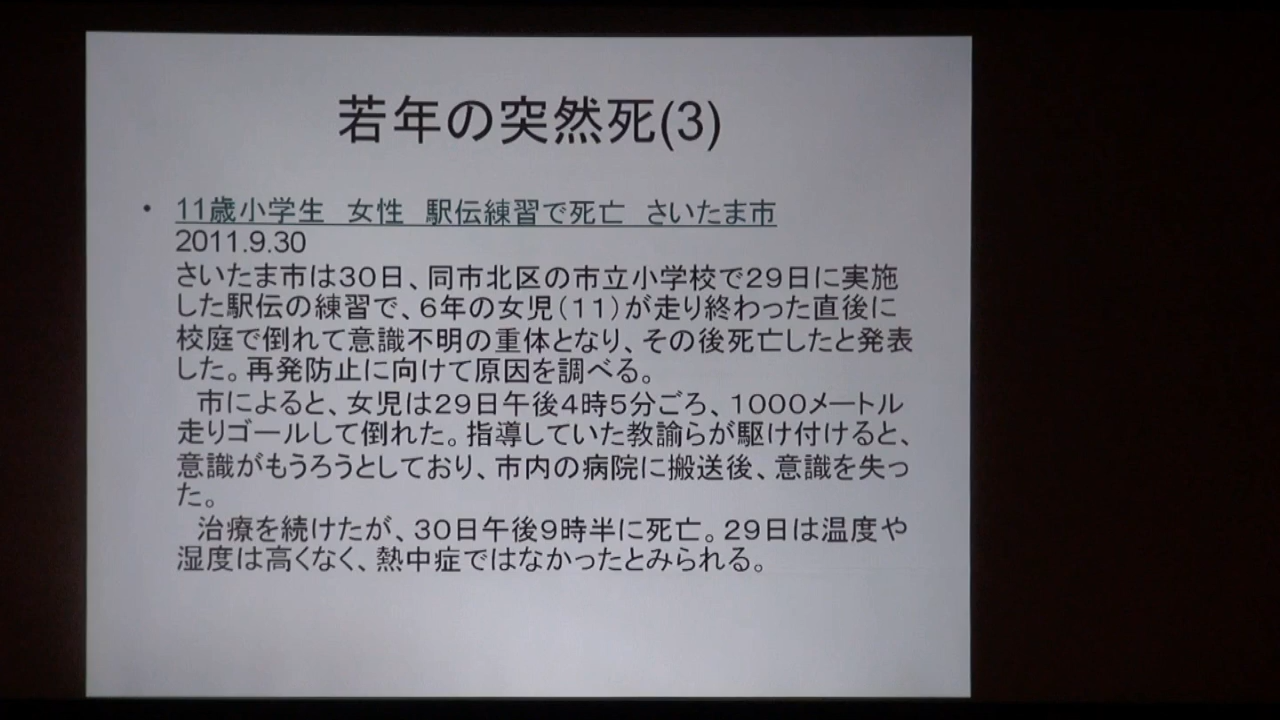 若年の突然死(3)
• 11歳小学生　女性　駅伝練習で死亡　さいたま市
2011.9.30
さいたま市は３０日、同市北区の市立小学校で２９日に実施
した駅伝の練習で、６年の女児（１１）が走り終わった直後に
校庭で倒れて意識不明の重体となり、その後死亡したと発表
した。再発防止に向けて原因を調べる。
　市によると、女児は２９日午後４時５分ごろ、１０００メートル
走りゴールして倒れた。指導していた教諭らが駆け付けると、
意識がもうろうとしており、市内の病院に搬送後、意識を失っ
た。
　治療を続けたが、３０日午後９時半に死亡。２９日は温度や
湿度は高くなく、熱中症ではなかったとみられる。